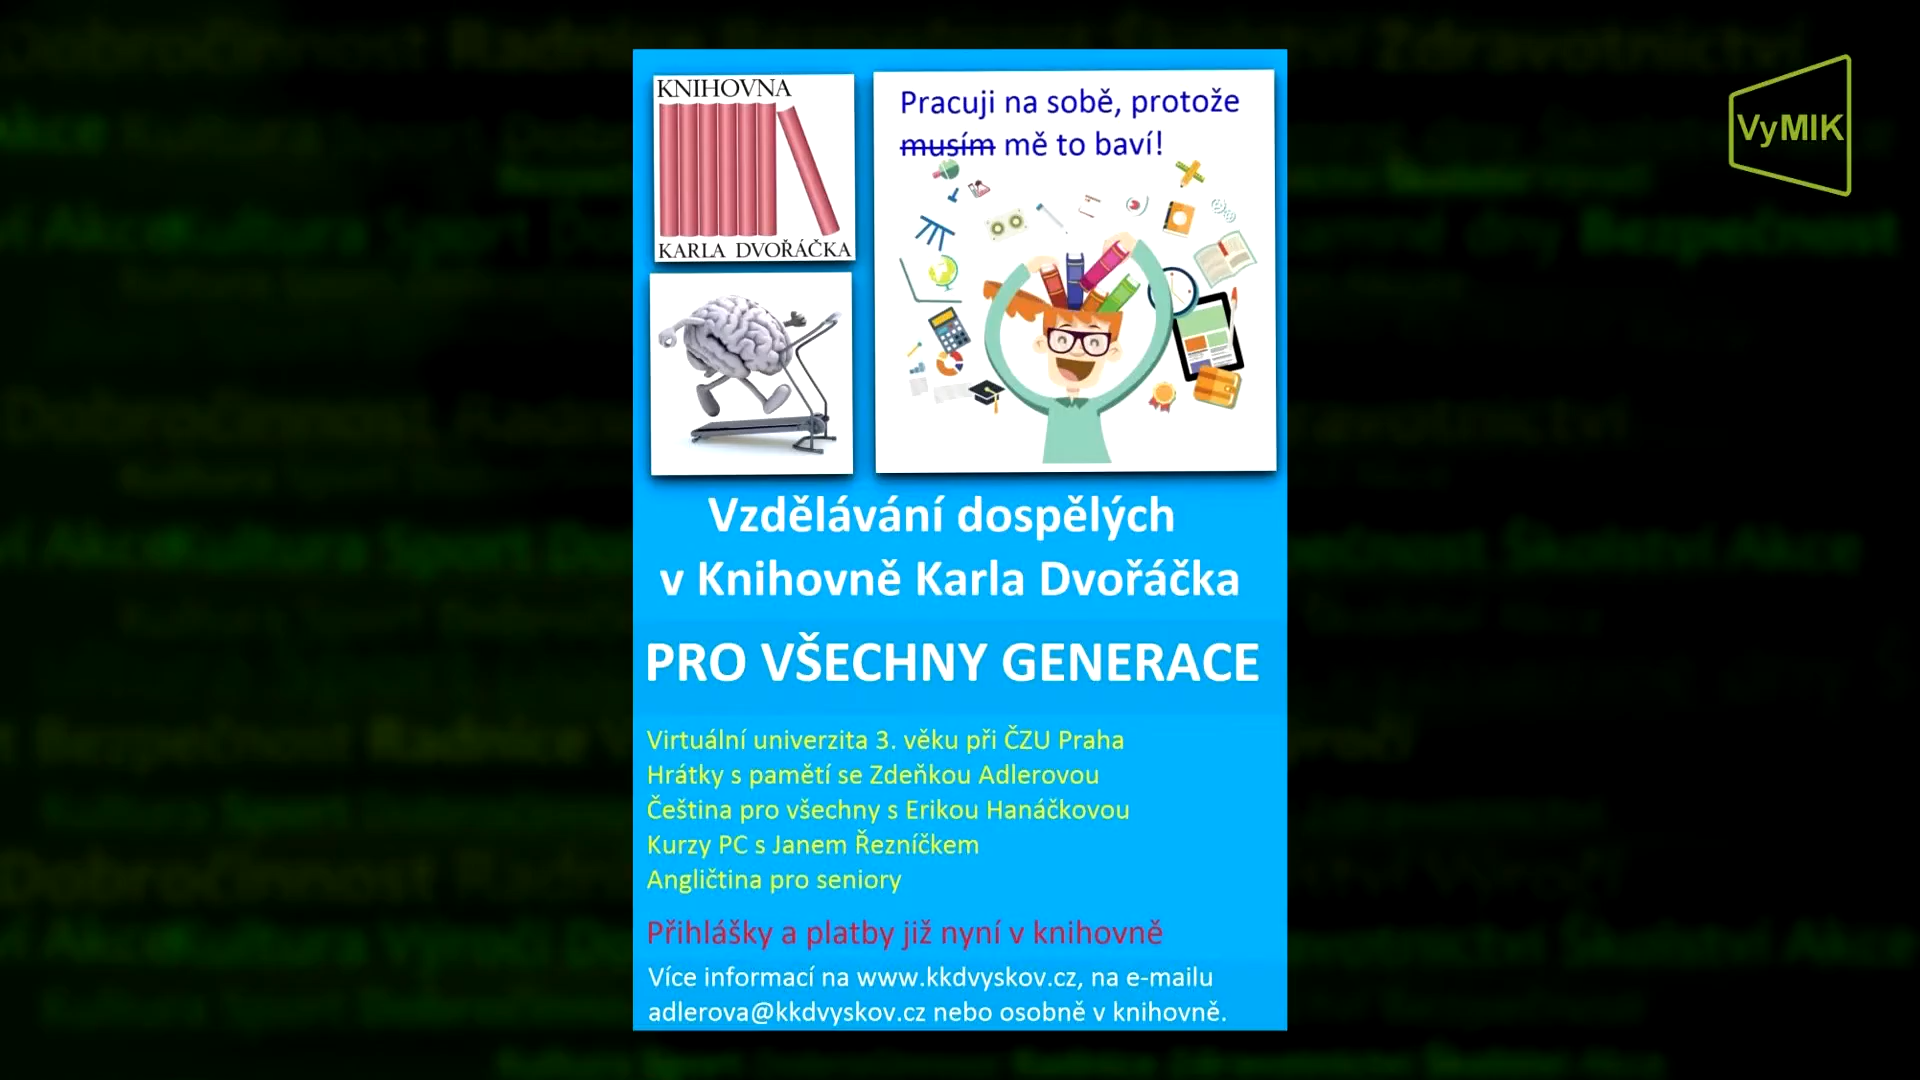 KNIHOVNA
KARLA DVOŘÁČKA
Pracuji na sobě, protože
musím mě to baví!
VyMIK
Vzdělávání dospělých
v Knihovně Karla Dvořáčka
PRO VŠECHNY GENERACE
Virtuální univerzita 3. věku při ČZU Praha
Hrátky s pamětí se Zdeňkou Adlerovou
Čeština pro všechny s Erikou Hanáčkovou
Kurzy PC s Janem Řezníčkem
Angličtina pro seniory
Přihlášky a platby již nyní v knihovně
Více informací na www.kkdvyskov.cz, na e-mailu
adlerova@kkdvyskov.cz nebo osobně v knihovně.